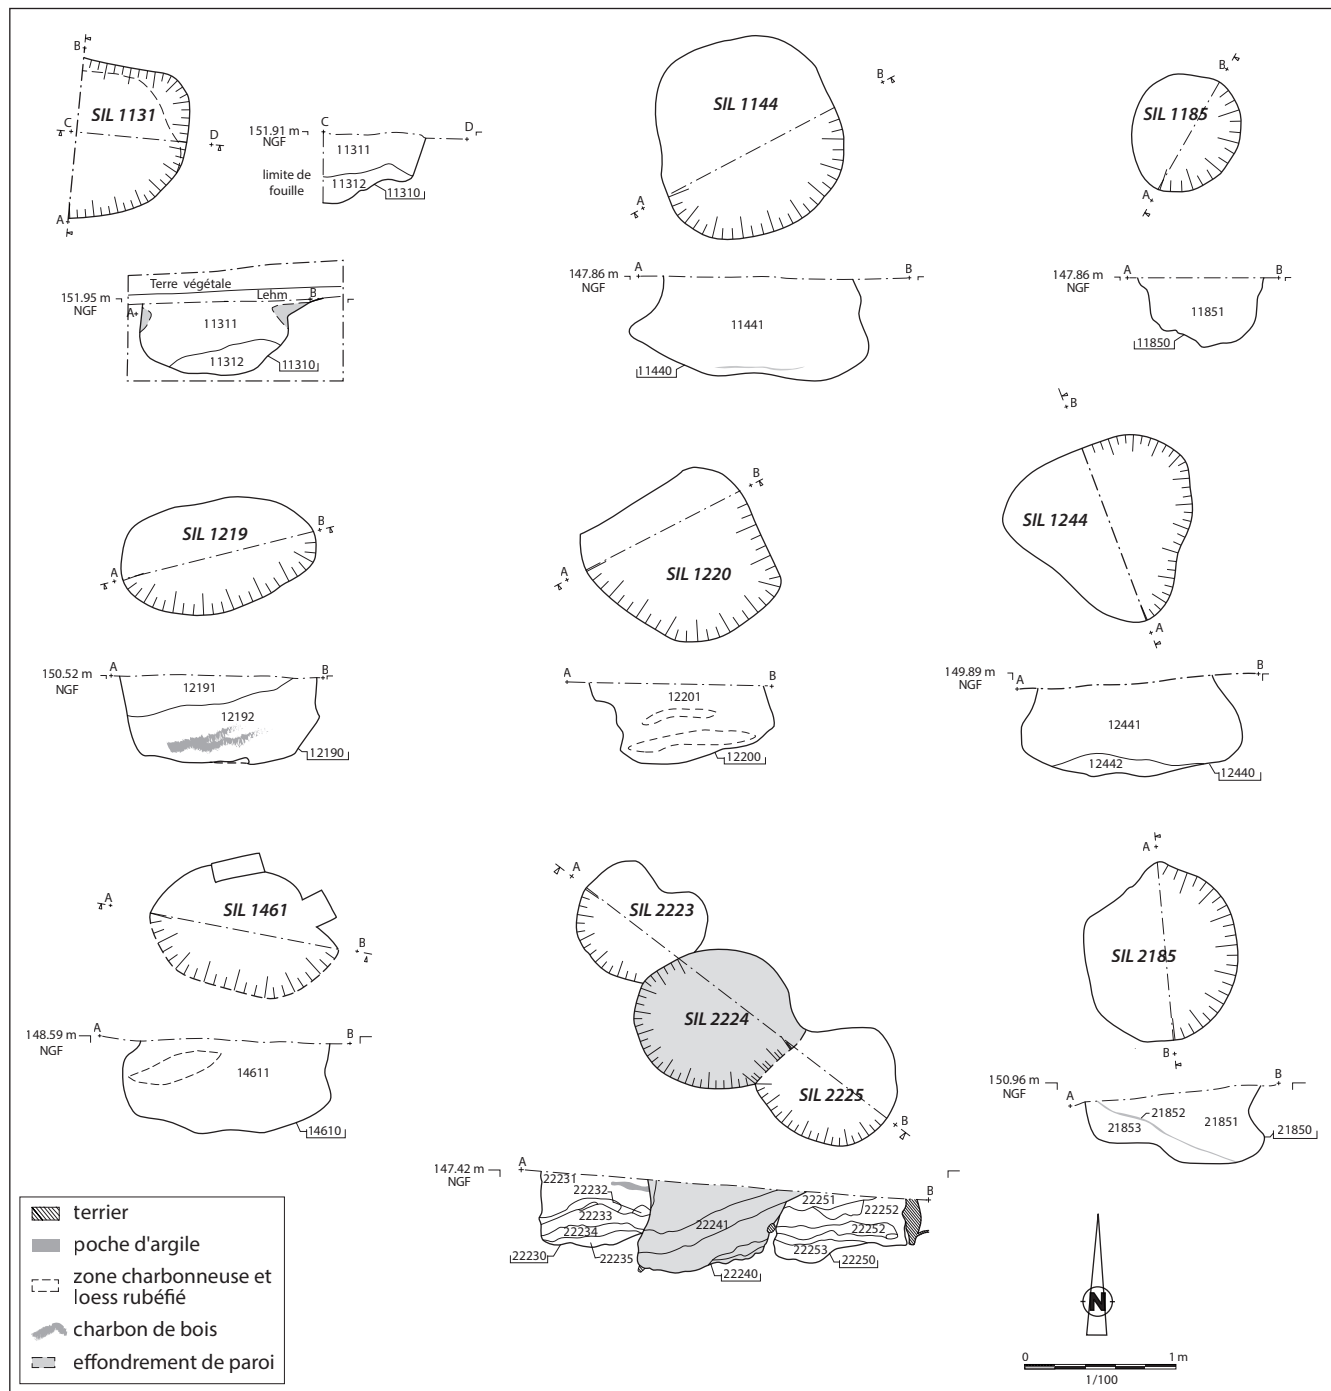 B
SIL 1131
C
D
A
151.91 m
NGF
C
D
11311
limite de
fouille
11312
11310
SIL 1144
B
A
B
SIL 1185
A
Terre végétale
Lehm
B
151.95 m
NGF
A
11311
11312
11310
147.86 m
NGF
A
B
11441
11440
147.86 m
NGF
A
B
11851
11850
SIL 1219
B
A
B
SIL 1220
A
B
SIL 1244
A
150.52 m
NGF
A
B
12191
12192
12190
A
B
12201
12200
149.89 m
NGF
A
B
12441
12442
12440
A
SIL 1461
B
A
SIL 2223
SIL 2224
SIL 2225
B
A
SIL 2185
B
148.59 m
NGF
A
B
14611
14610
150.96 m
NGF
A
B
21852
21853
21851
21850
147.42 m
NGF
A
B
22231
22232
22233
22234
22230
22235
22241
22240
22251
22252
22252
22253
22250
terrier
poche d'argile
zone charbonneuse et
loess rubéfié
charbon de bois
effondrement de paroi
N
0
1 m
1/100